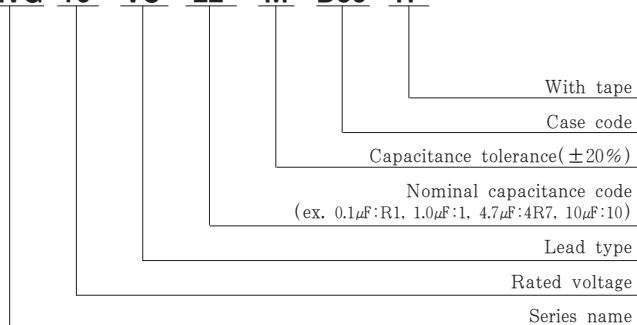 With tape
Case code
Capacitance tolerance(±20%)
Nominal capacitance code
(ex. 0.1μF:R1, 1.0μF:1, 4.7μF:4R7, 10μF:10)
Lead type
Rated voltage
Series name